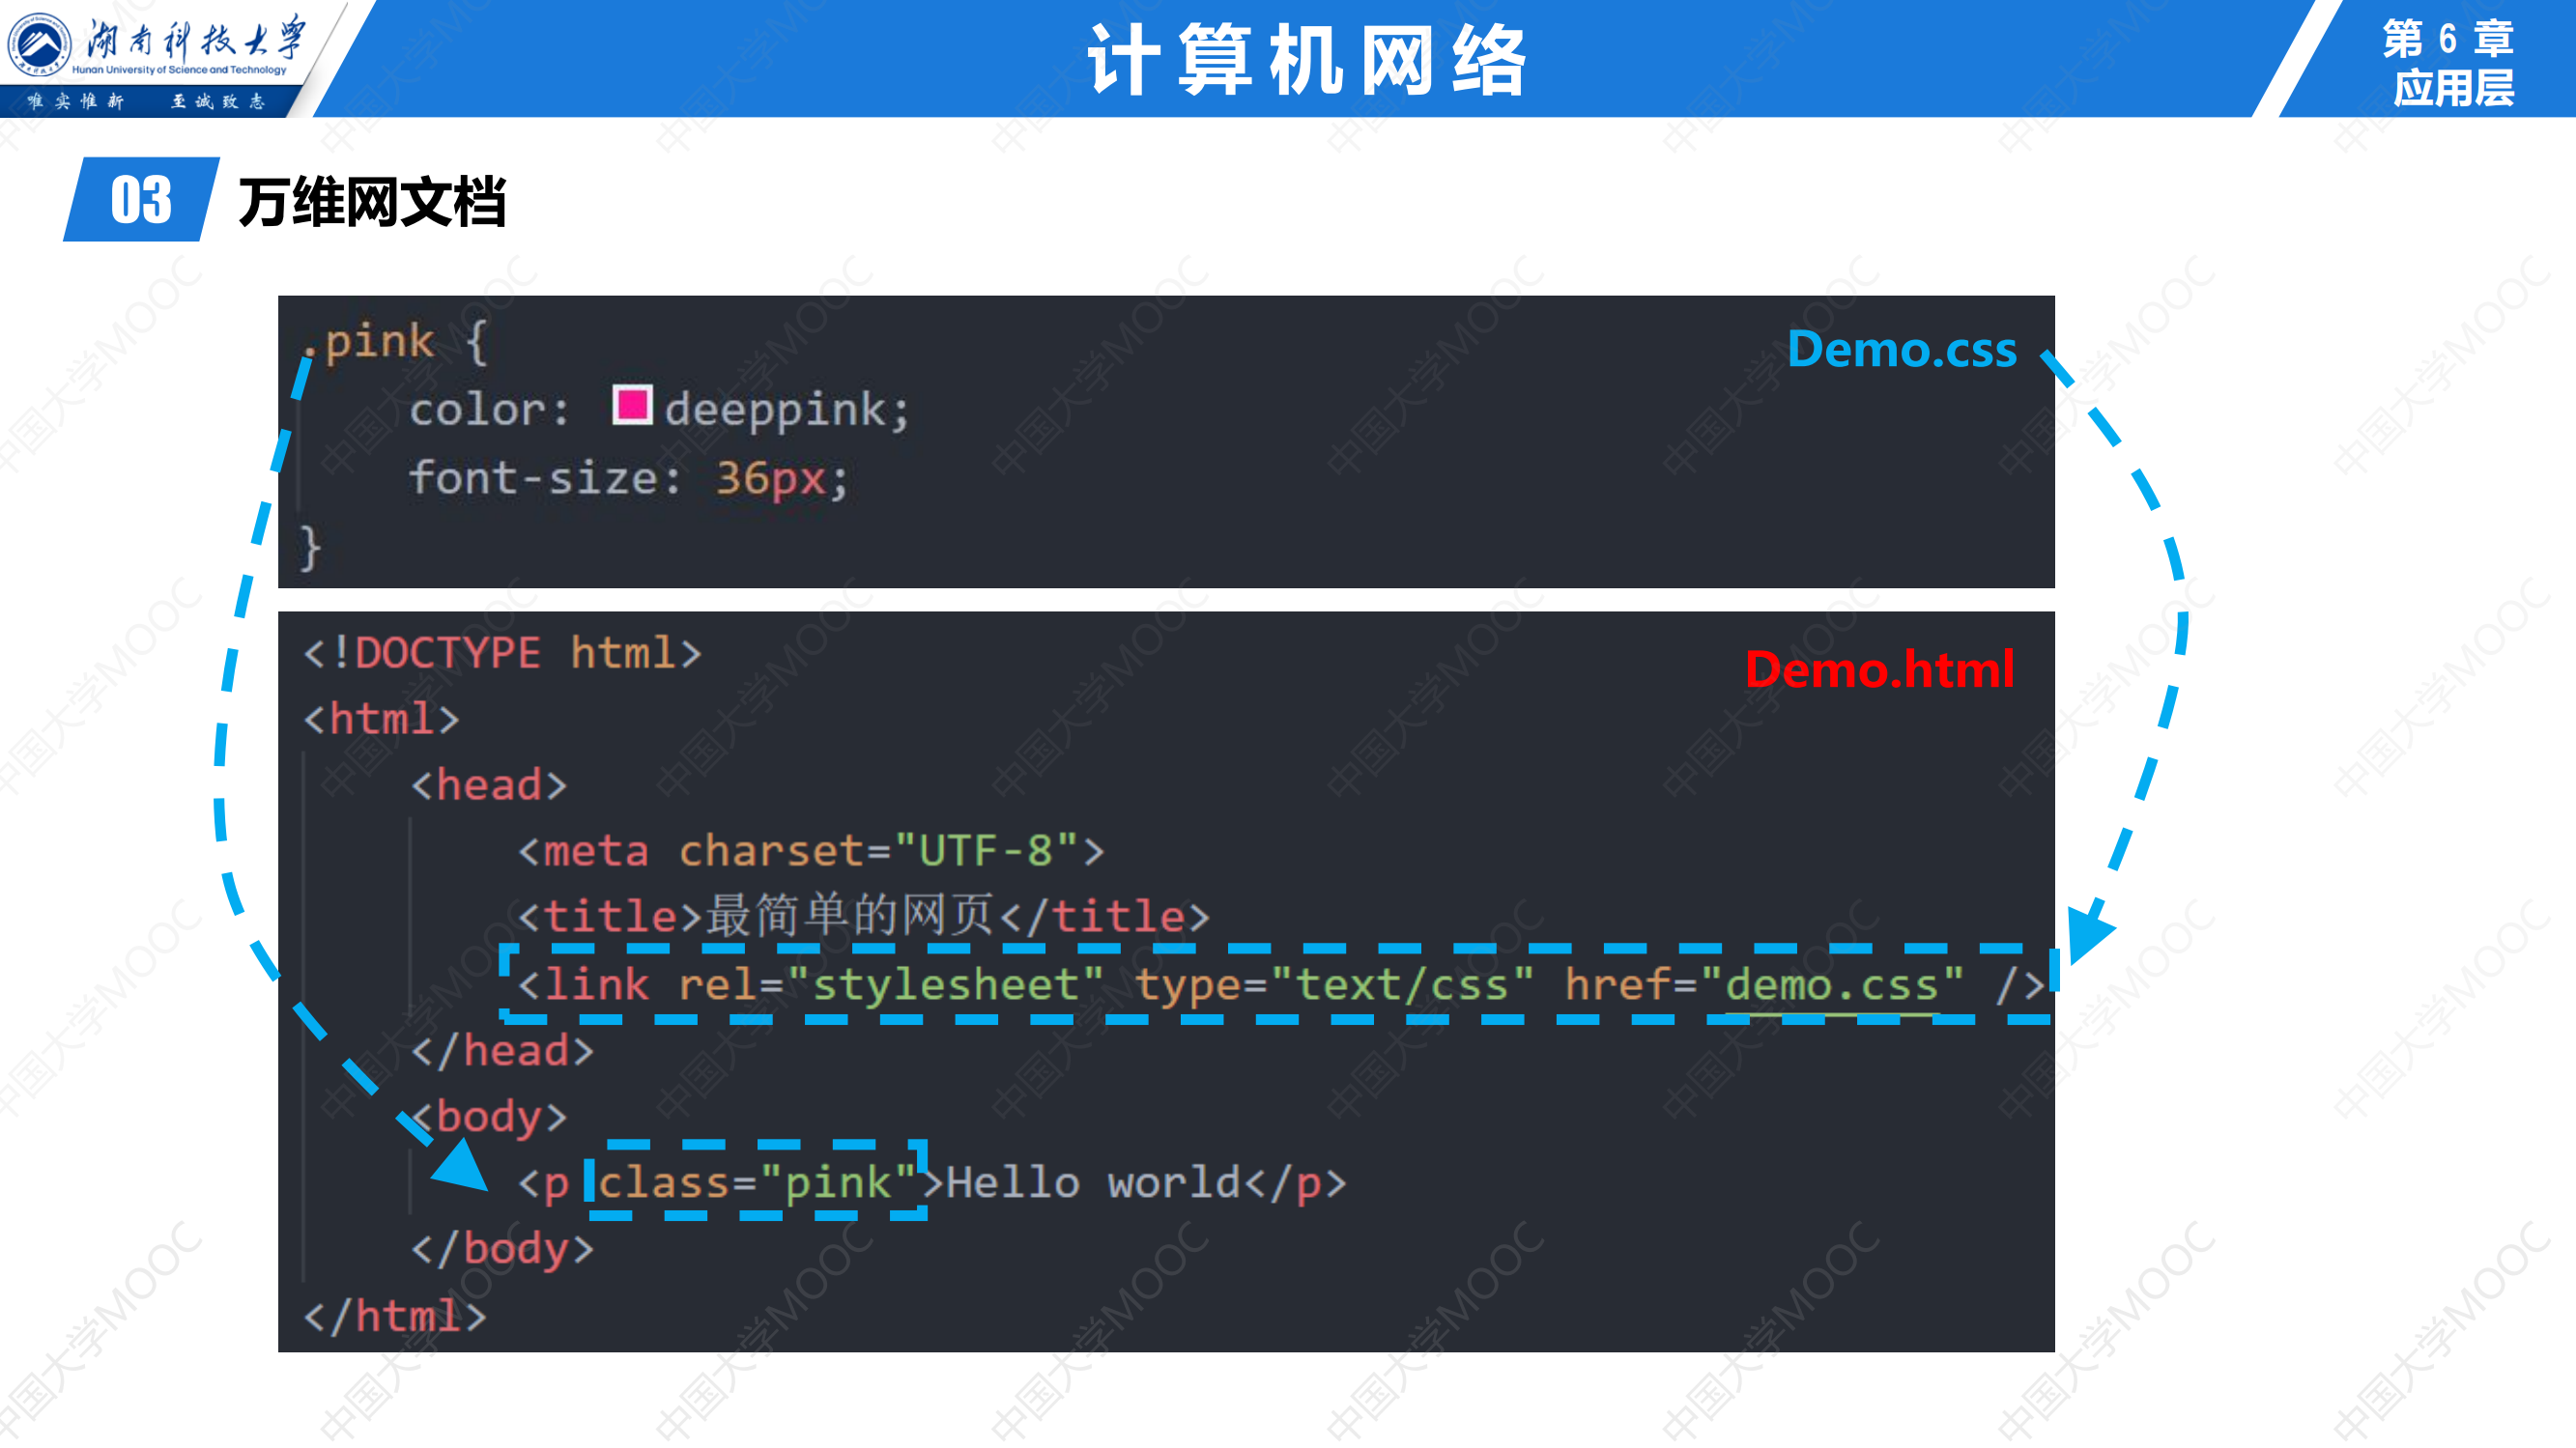 湖南科技大学
Hunan University of Science and Technology
唯实惟新 至诚致志
计算机网络
第 6 章
应用层
03 万维网文档
.pink {
Demo.css
color: deeppink;
font-size: 36px;
}
<!DOCTYPE html>
Demo.html
<html>
<head>
<meta charset="UTF-8">
<title>最简单的网页</title>
<link rel="stylesheet" type="text/css" href="demo.css" />
</head>
<body>
<p class="pink">Hello world</p>
</body>
</html>
中国大学MOOC